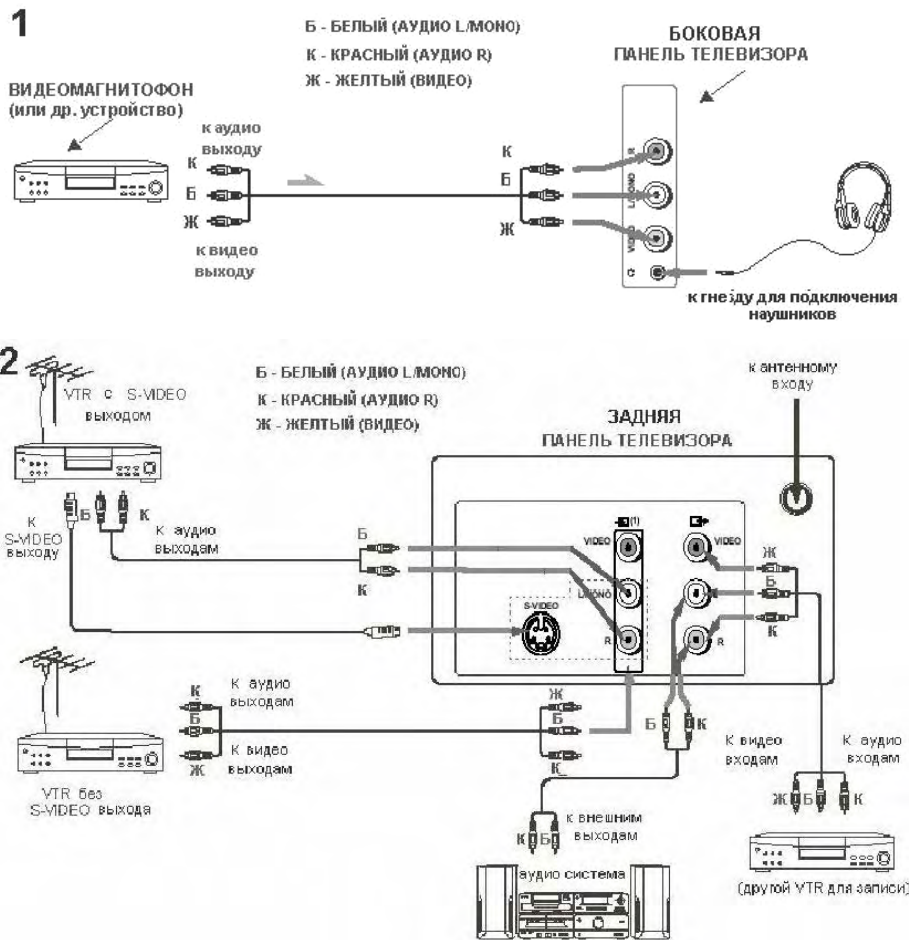 1
Б - БЕЛЫЙ (АУДИО L/MONO)
К - КРАСНЫЙ (АУДИО R)
Ж - ЖЕЛТЫЙ (ВИДЕО)
БОКОВАЯ
ПАНЕЛЬ ТЕЛЕВИЗОРА
ВИДЕОМАГНИТОФОН
(или др. устройство)
к аудио
выходу
К
Б
Ж
к видео
выходу
К
Б
Ж
R
L/MONO
VIDEO
к гнезду для подключения
наушников
2
VTR с S-VIDEO
выходом
Б - БЕЛЫЙ (АУДИО L/MONO)
К - КРАСНЫЙ (АУДИО R)
Ж - ЖЕЛТЫЙ (ВИДЕО)
к антенному
входу
ЗАДНЯЯ
ПАНЕЛЬ ТЕЛЕВИЗОРА
К
S-VIDEO
выходу
Б
К
К аудио
выходам
Б
К
(1)
VIDEO
L/MONO
R
S-VIDEO
VIDEO
R
Ж
Б
К
К
Б
Ж
К аудио
выходам
К видео
выходам
Ж
Б
К
VTR без
S-VIDEO выхода
Б
К
К видео
входам
К аудио
входам
Ж
Б
К
к внешним
выходам
К
Б
аудио система
(другой VTR для записи)